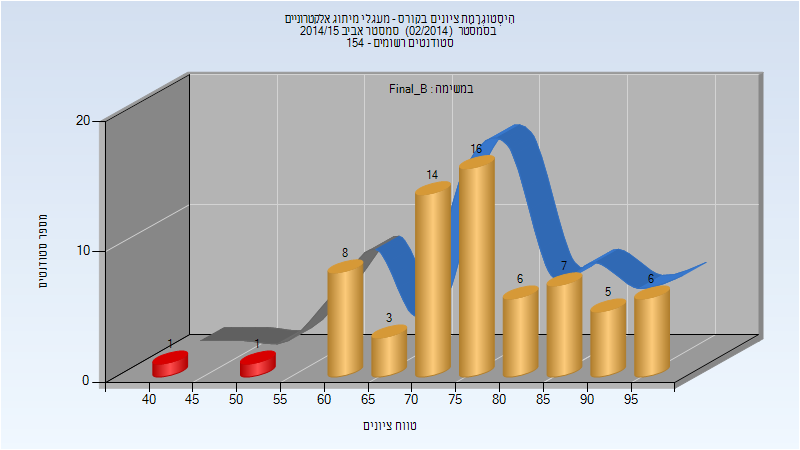 הִיסְטוֹגְרָמַת ציונים בקורס - מעגלי מיתוג אלקטרוניים
בסמסטר (02/2014) סמסטר אביב 2014/15
סטודנטים רשומים - 154
במשימה : Final_B
מספר סטודנטים
20
10
0
1
1
8
3
14
16
6
7
5
6
40 45 50 55 60 65 70 75 80 85 90 95
טווח ציונים